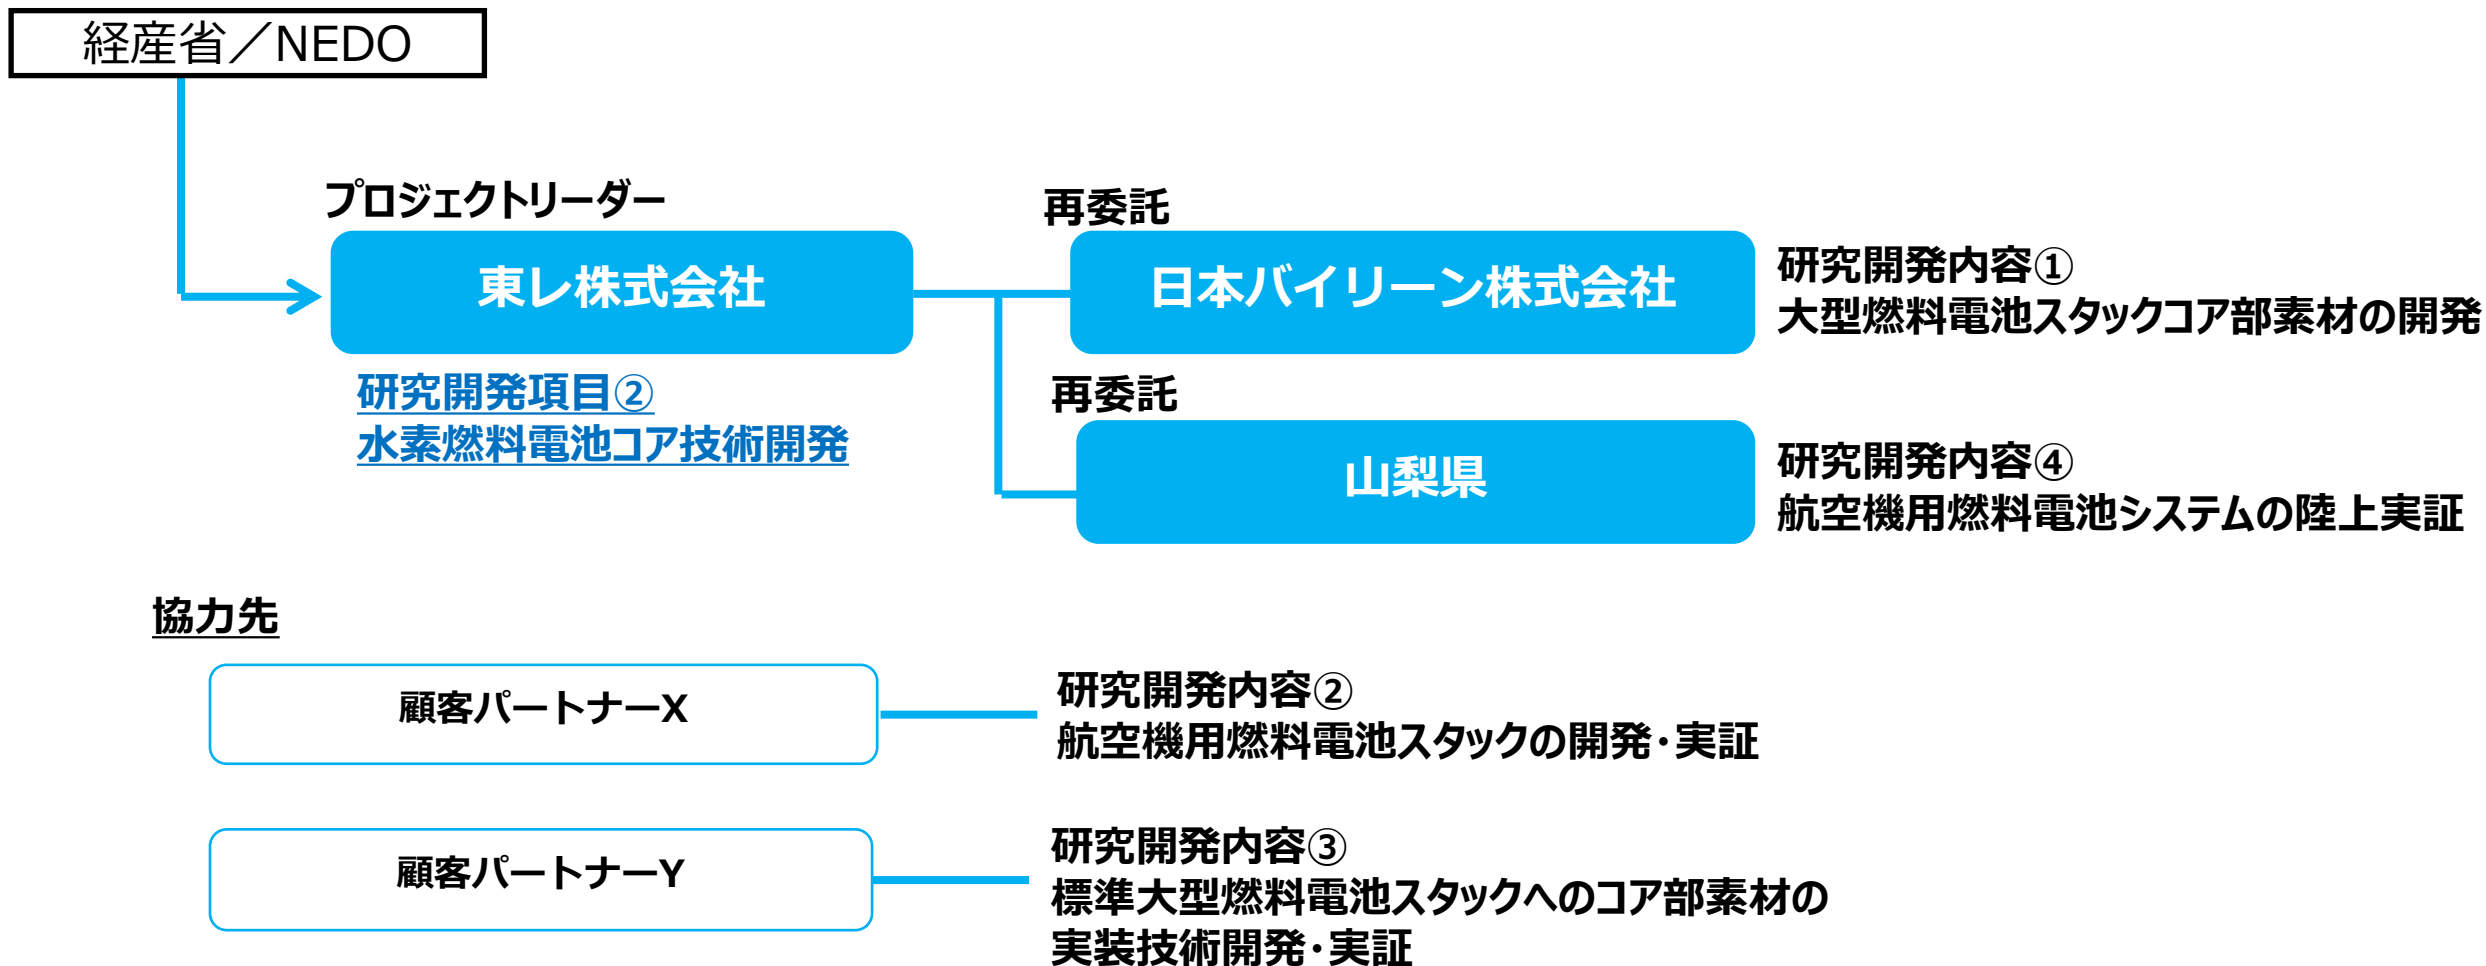 経産省／NEDO
プロジェクトリーダー
東レ株式会社
研究開発項目②
水素燃料電池コア技術開発
再委託
日本バイリーン株式会社
研究開発内容①
大型燃料電池スタックコア部素材の開発
再委託
山梨県
研究開発内容④
航空機用燃料電池システムの陸上実証
協力先
顧客パートナーX
研究開発内容②
航空機用燃料電池スタックの開発･実証
顧客パートナーY
研究開発内容③
標準大型燃料電池スタックへのコア部素材の
実装技術開発･実証